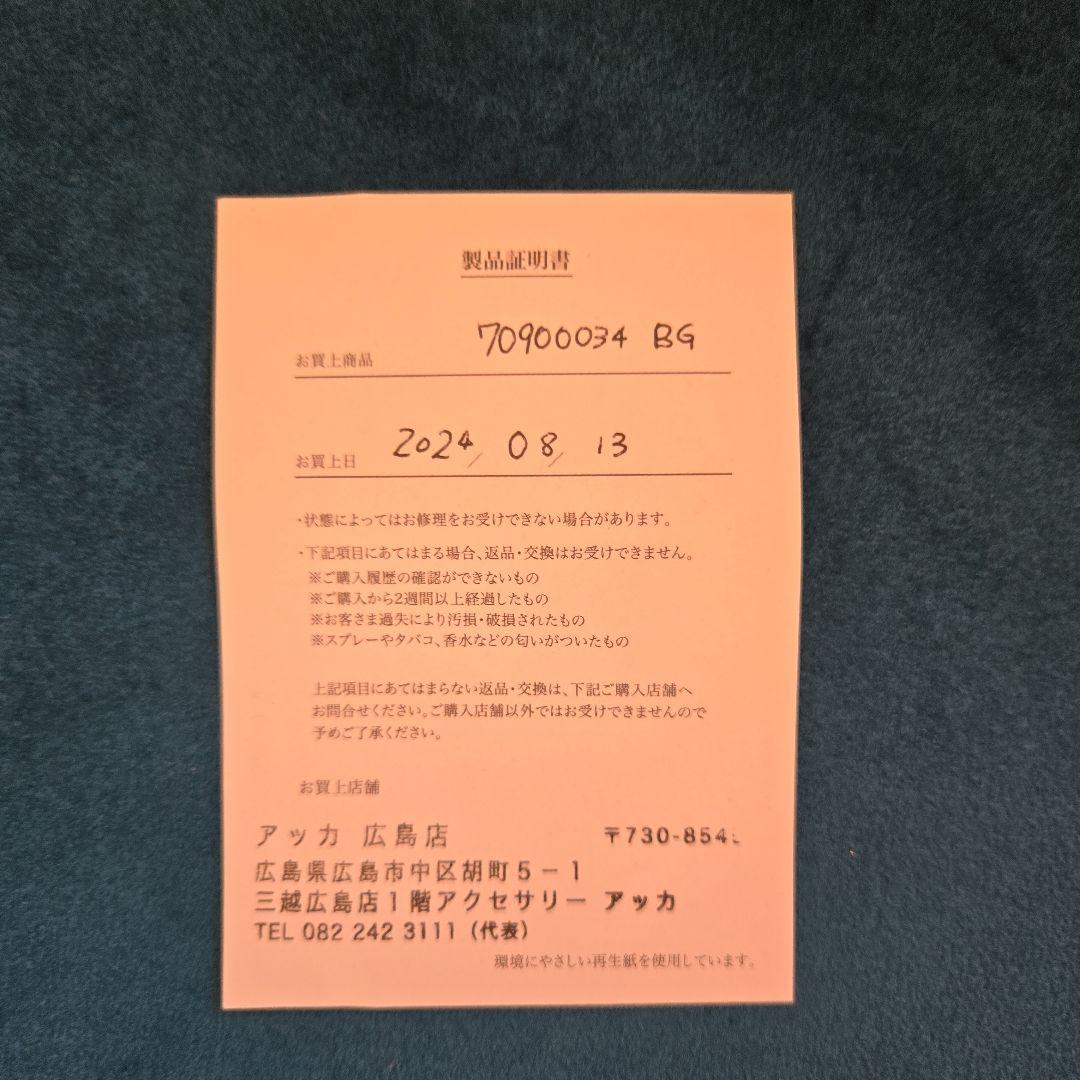 製品証明書
お買上商品 70900034 BG
お買上日 2024/ 08/ 13
・状態によってはお修理をお受けできない場合があります。
・下記項目にあてはまる場合、返品・交換はお受けできません。
※ご購入履歴の確認ができないもの
※ご購入から2週間以上経過したもの
※お客さま過失により汚損・破損されたもの
※スプレーやタバコ、香水などの匂いがついたもの
上記項目にあてはまらない返品・交換は、下記ご購入店舗へ
お問合せください。ご購入店舗以外ではお受けできませんので
予めご了承ください。
お買上店舗
アッカ 広島店 〒730-854
広島県広島市中区胡町5-1
三越広島店1階アクセサリー アッカ
TEL 082 242 3111 (代表)
環境にやさしい再生紙を使用しています。